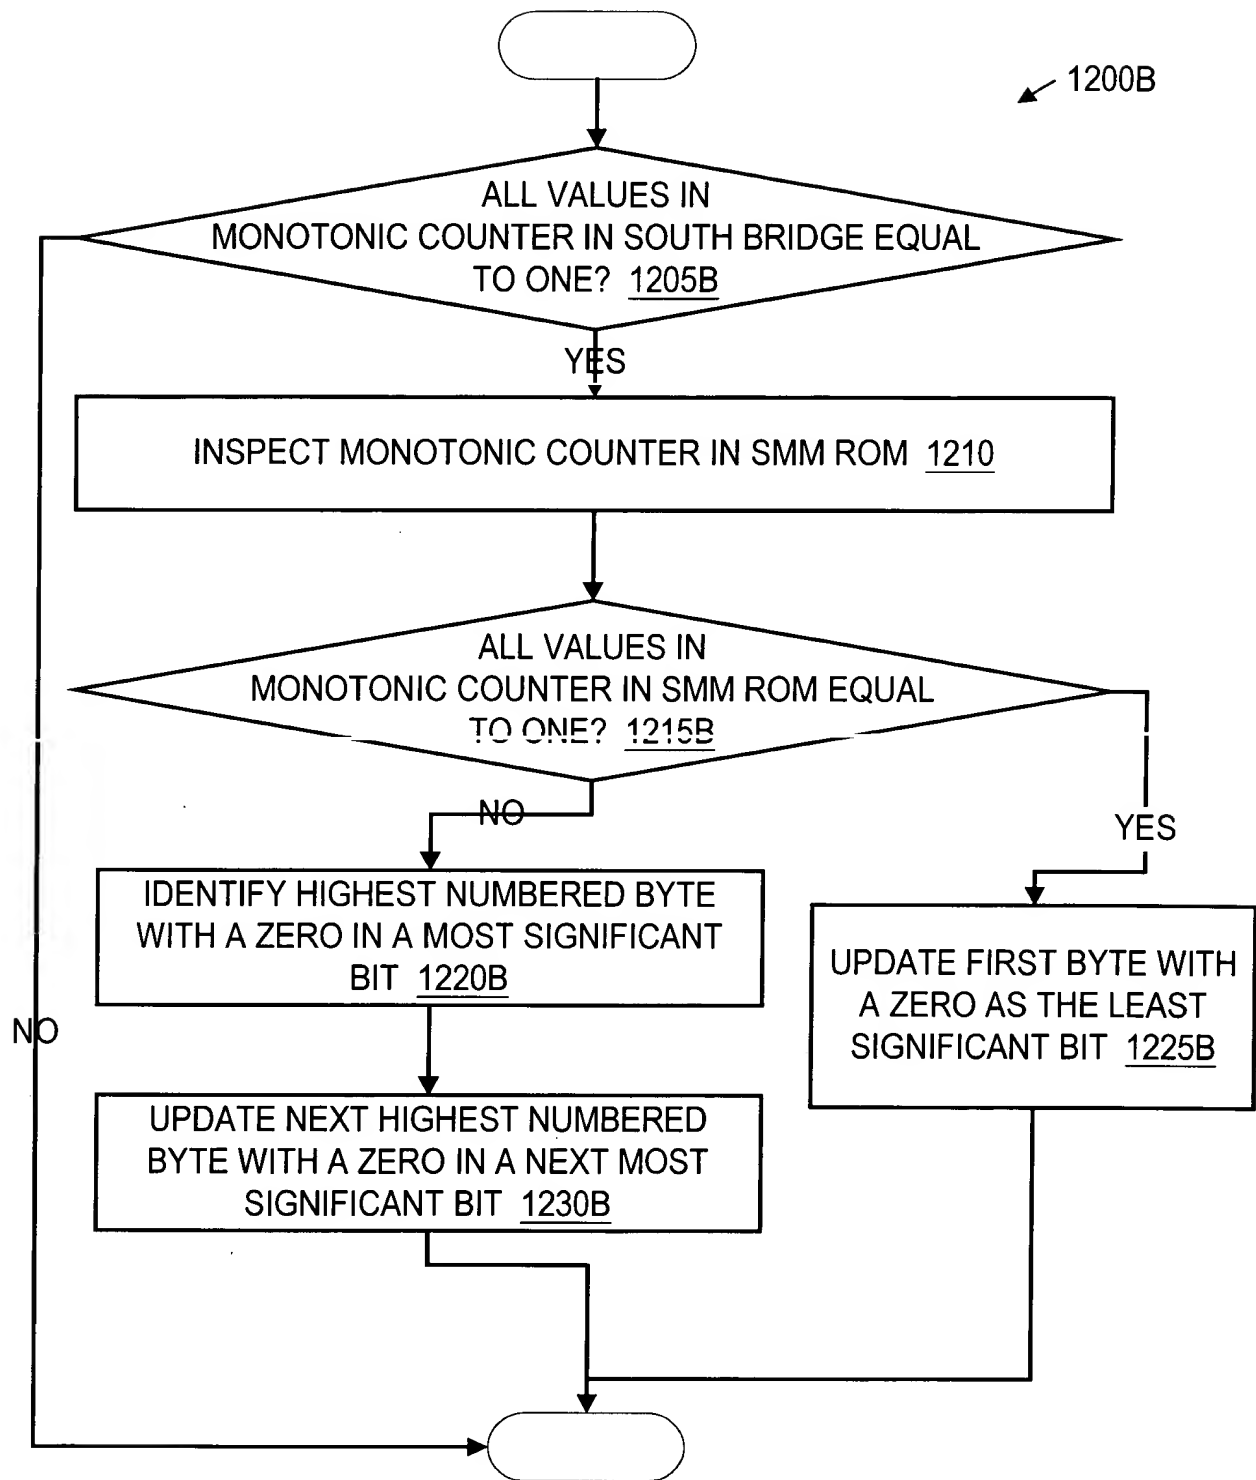 1200B
ALL VALUES IN
MONOTONIC COUNTER IN SOUTH BRIDGE EQUAL
TO ONE? 1205B
YES
INSPECT MONOTONIC COUNTER IN SMM ROM 1210
ALL VALUES IN
MONOTONIC COUNTER IN SMM ROM EQUAL
TO ONE? 1215B
NO
YES
IDENTIFY HIGHEST NUMBERED BYTE
WITH A ZERO IN A MOST SIGNIFICANT
BIT 1220B
UPDATE FIRST BYTE WITH
A ZERO AS THE LEAST
SIGNIFICANT BIT 1225B
NO
UPDATE NEXT HIGHEST NUMBERED
BYTE WITH A ZERO IN A NEXT MOST
SIGNIFICANT BIT 1230B